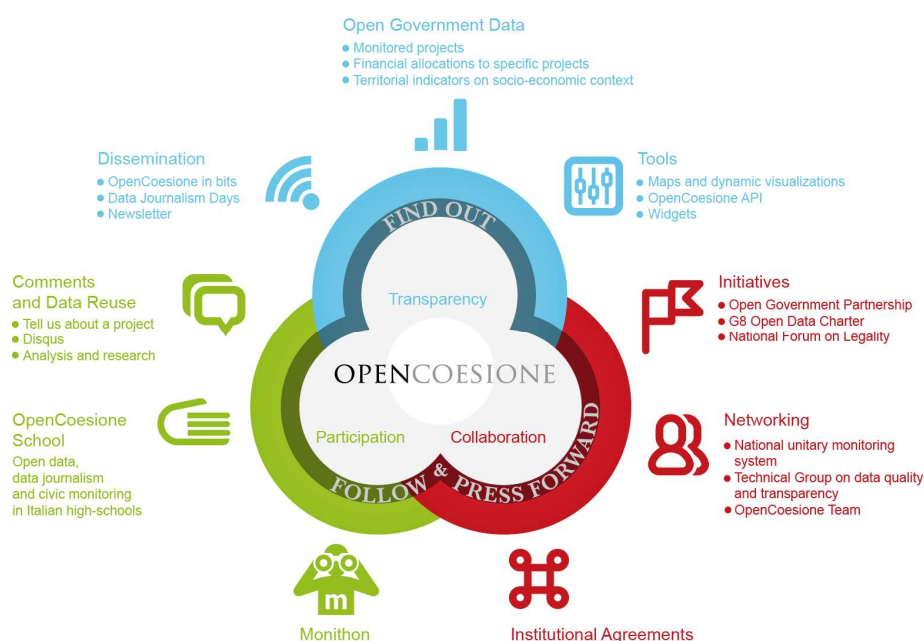 Open Government Data
• Monitored projects
• Financial allocations to specific projects
• Territorial indicators on socio-economic context
Dissemination
• OpenCoesione in bits
• Data Journalism Days
• Newsletter
Tools
• Maps and dynamic visualizations
• OpenCoesione API
• Widgets
FIND OUT
Transparency
Comments
and Data Reuse
• Tell us about a project
• Disqus
• Analysis and research
Initiatives
• Open Government Partnership
• G8 Open Data Charter
• National Forum on Legality
OPENCOESIONE
Participation
Collaboration
FOLLOW & PRESS FORWARD
OpenCoesione
School
Open data,
data journalism
and civic monitoring
in Italian high-schools
Networking
• National unitary monitoring
system
• Technical Group on data quality
and transparency
• OpenCoesione Team
m
Monithon
Institutional Agreements